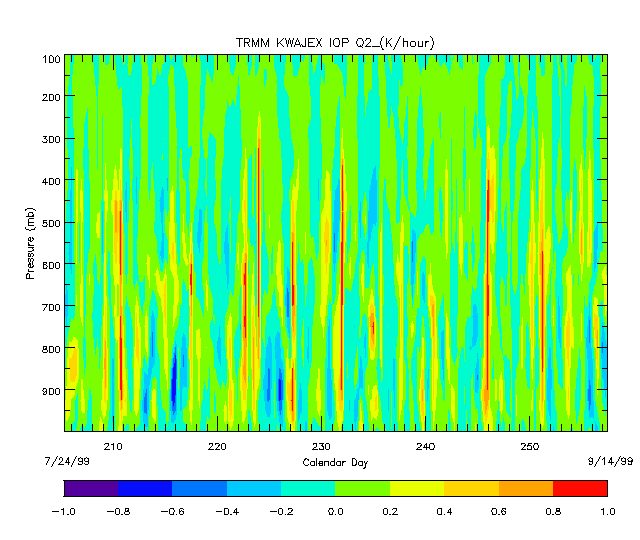 TRMM KWAJEX IOP Q2_(K/hour)
100
200
300
400
500
600
700
800
900
Pressure (mb)
210 220 230 240 250
7/24/99 Calendar Day 9/14/99
-1.0 -0.8 -0.6 -0.4 -0.2 0.0 0.2 0.4 0.6 0.8 1.0